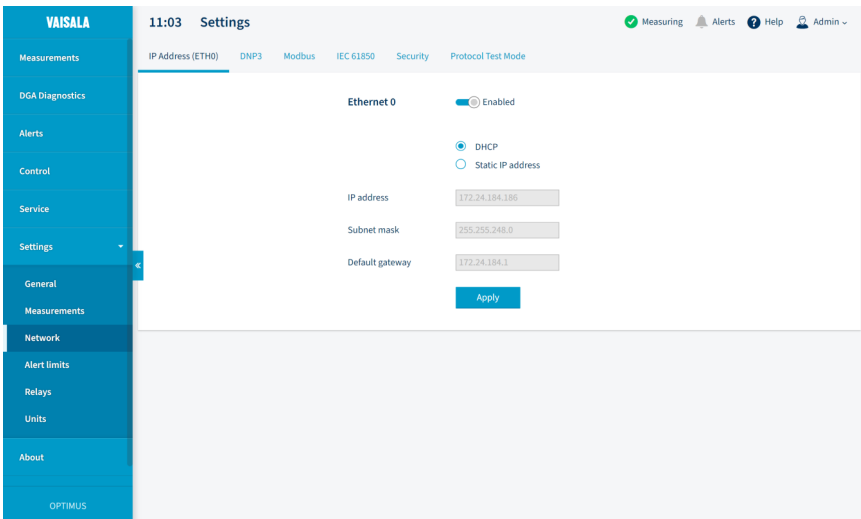 VAISALA
11:03 Settings
Measuring
Alerts
Help
Admin
Measurements
DGA Diagnostics
Alerts
Control
Service
Settings
General
Measurements
Network
Alert limits
Relays
Units
About
OPTIMUS
IP Address (ETH0) DNP3 Modbus IEC 61850 Security Protocol Test Mode
Ethernet 0 Enabled
DHCP
Static IP address
IP address 172.24.184.186
Subnet mask 255.255.248.0
Default gateway 172.24.184.1
Apply